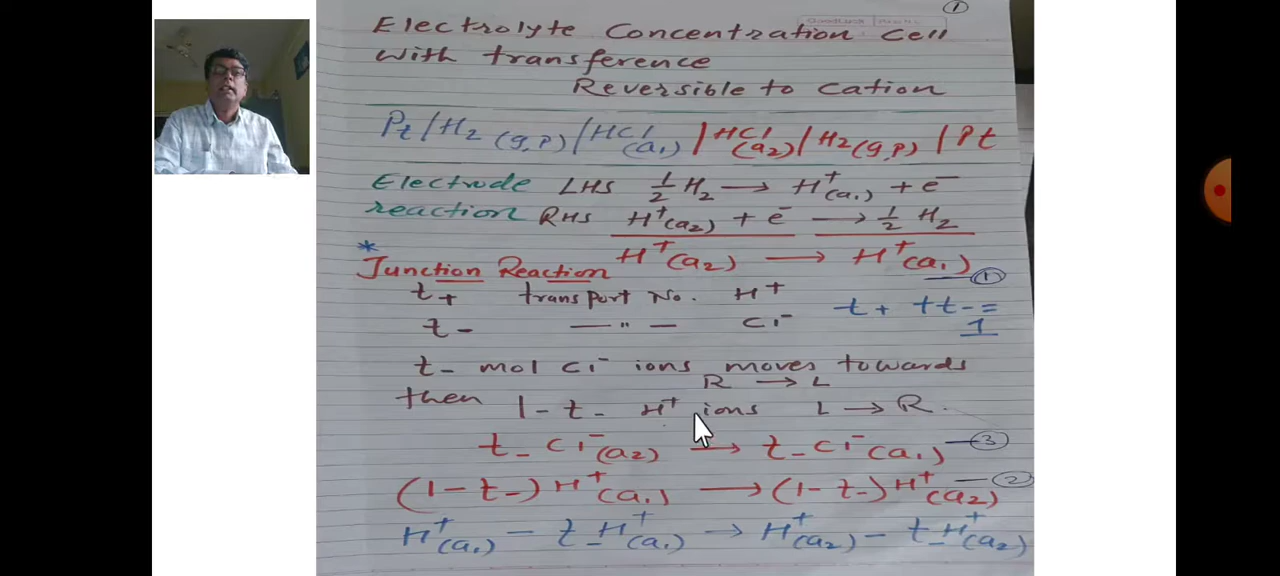 1
Electrolyte Concentration Cell
With transference
Reversible to Cation
Pt/H₂ (g,p) / HCl (a₁) | HCl (a₂) / H₂ (g,p) | Pt
Electrode LHS ½ H₂ → H⁺(a₁) + e⁻
reaction RHS H⁺(a₂) + e⁻ → ½ H₂
* H⁺(a₂) → H⁺(a₁) — 1
Junction Reaction
t₊ transport No. H⁺ t₊ + t₋ = 1
t₋ — " — Cl⁻
t₋ mol Cl⁻ ions moves towards R → L
then 1 - t₋ H⁺ ions L → R.
t₋ Cl⁻(a₂) → t₋ Cl⁻(a₁) — 3
(1 - t₋) H⁺(a₁) → (1 - t₋) H⁺(a₂) — 2
H⁺(a₁) - t₋ H⁺(a₁) → H⁺(a₂) - t₋ H⁺(a₂)